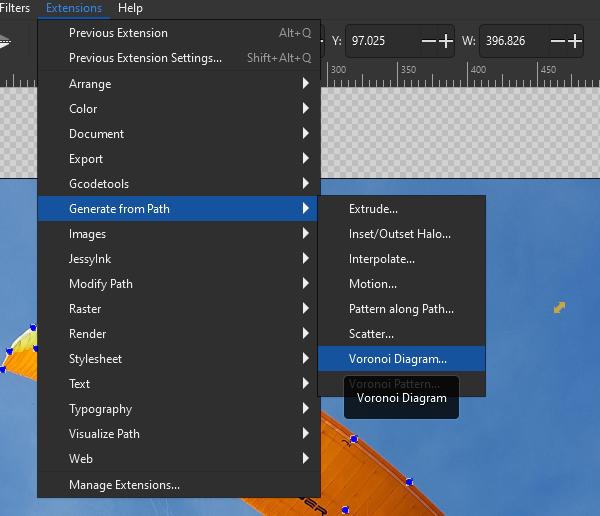 Filters Extensions Help
Previous Extension Alt+Q
Previous Extension Settings... Shift+Alt+Q
Y: 97.025 W: 396.826
300 350 400 450
Arrange
Color
Document
Export
Gcodetools
Generate from Path
Images
JessyInk
Modify Path
Raster
Render
Stylesheet
Text
Typography
Visualize Path
Web
Manage Extensions...
Extrude...
Inset/Outset Halo...
Interpolate...
Motion...
Pattern along Path...
Scatter...
Voronoi Diagram...
Voronoi Pattern...
Voronoi Diagram